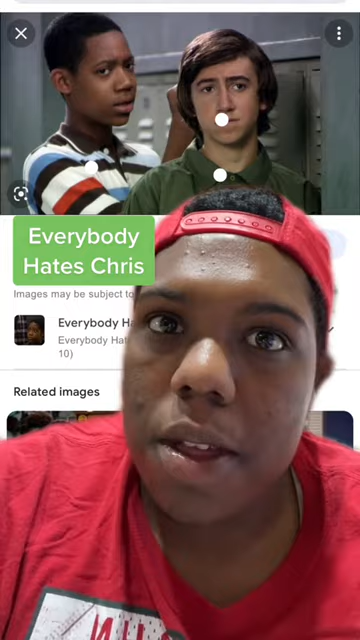 Everybody
Hates Chris
Images may be subject to
Everybody Ha
Everybody Hat
10)
Related images